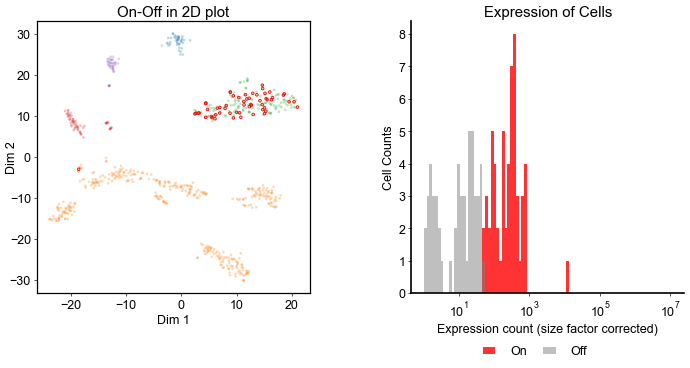 On-Off in 2D plot
Dim 2
30
20
10
0
−10
−20
−30
−20 −10 0 10 20
Dim 1
Expression of Cells
Cell Counts
8
7
6
5
4
3
2
1
0
10^1 10^3 10^5 10^7
Expression count (size factor corrected)
On Off